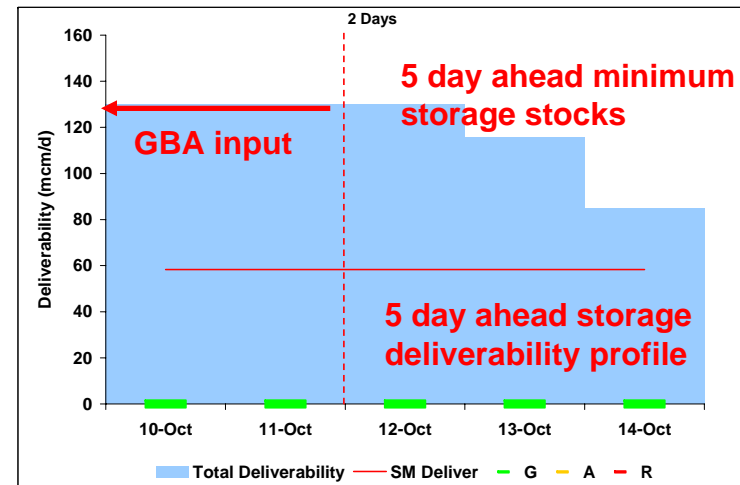 2 Days
160
140
120
100
80
60
40
20
0
Deliverability (mcm/d)
5 day ahead minimum
storage stocks
GBA input
5 day ahead storage
deliverability profile
10-Oct 11-Oct 12-Oct 13-Oct 14-Oct
Total Deliverability SM Deliver G A R